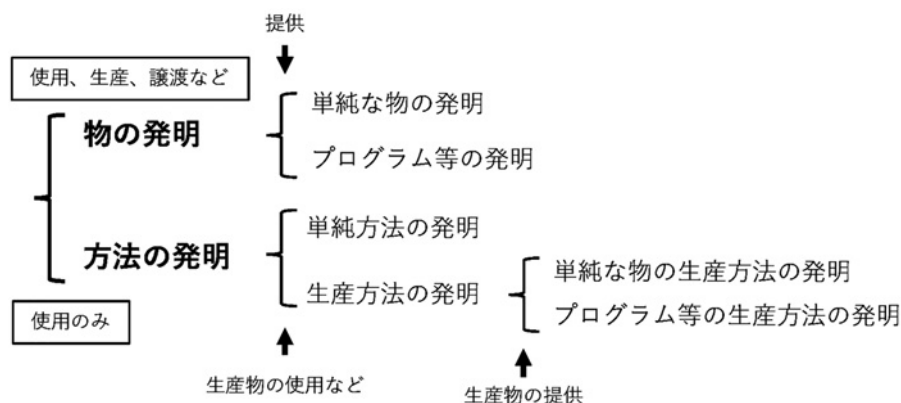 提供
使用、生産、譲渡など
物の発明
単純な物の発明
プログラム等の発明
方法の発明
単純方法の発明
生産方法の発明
単純な物の生産方法の発明
プログラム等の生産方法の発明
使用のみ
生産物の使用など
生産物の提供